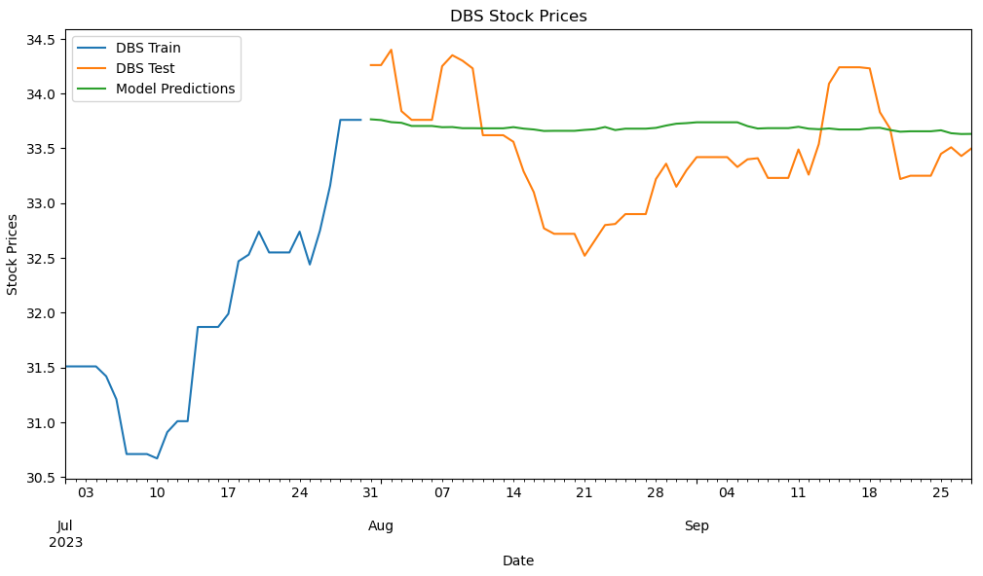 DBS Stock Prices
DBS Train
DBS Test
Model Predictions
34.5
34.0
33.5
33.0
32.5
32.0
31.5
31.0
30.5
Stock Prices
03 10 17 24 31 07 14 21 28 04 11 18 25
Jul Aug Sep
2023
Date